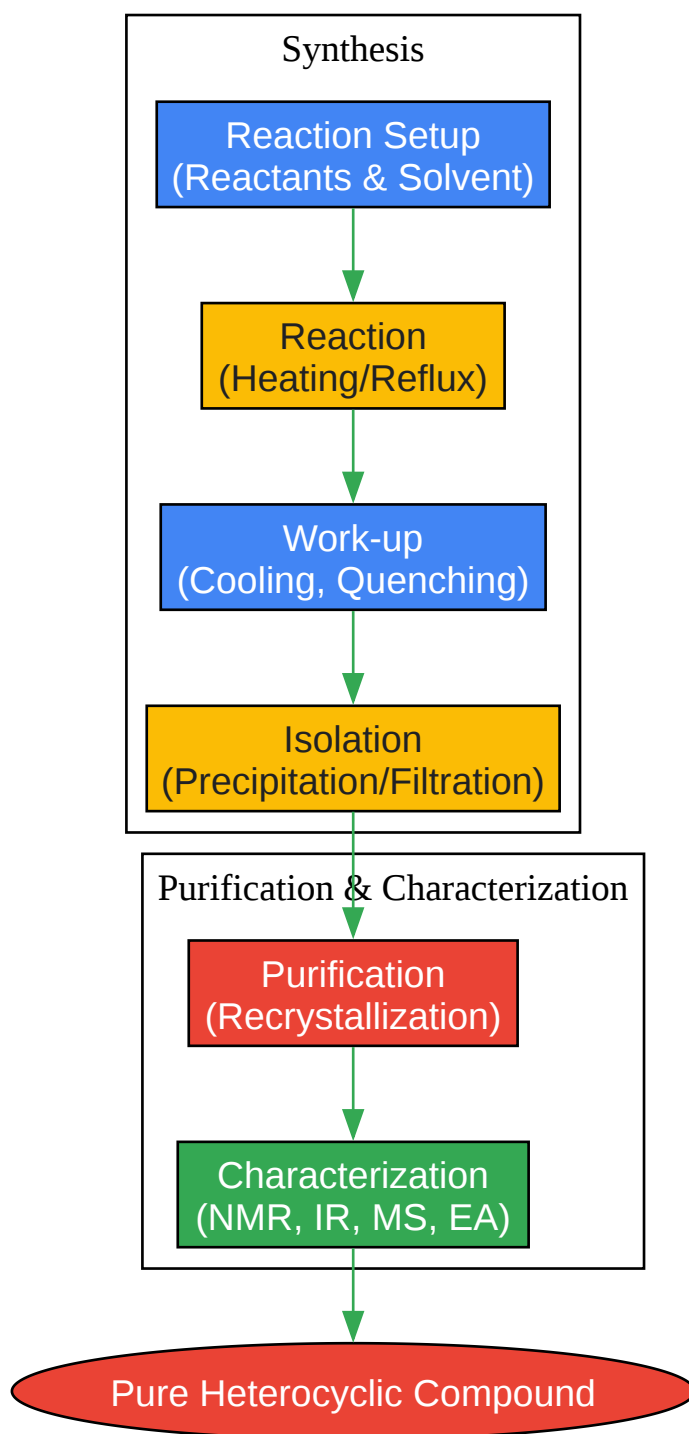 Synthesis
Reaction Setup
(Reactants & Solvent)
Reaction
(Heating/Reflux)
Work-up
(Cooling, Quenching)
Isolation
(Precipitation/Filtration)
Purification & Characterization
Purification
(Recrystallization)
Characterization
(NMR, IR, MS, EA)
Pure Heterocyclic Compound